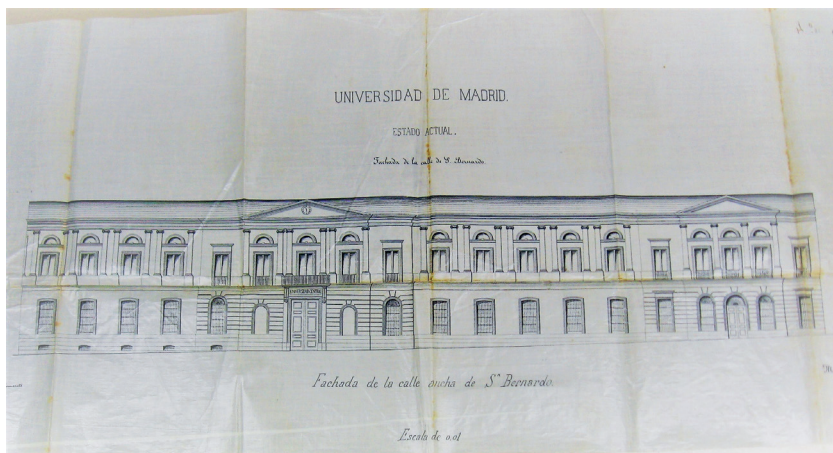 UNIVERSIDAD DE MADRID.
ESTADO ACTUAL.
Fachada de la calle de S. Bernardo.
Fachada de la calle ancha de Sn Bernardo.
Escala de 0.01